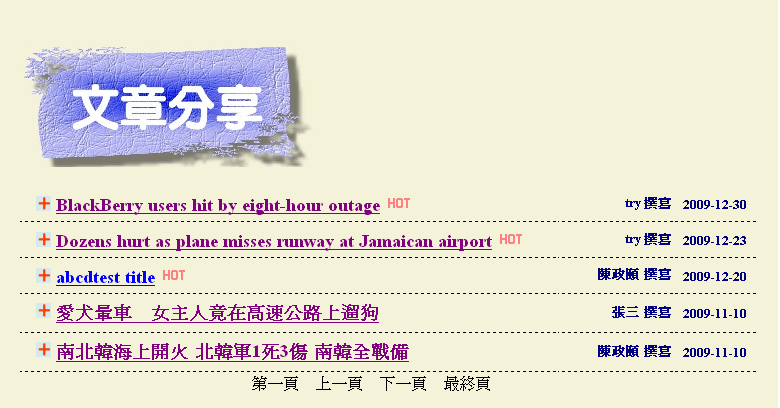 文章分享
BlackBerry users hit by eight-hour outage HOT try 撰寫 2009-12-30
Dozens hurt as plane misses runway at Jamaican airport HOT try 撰寫 2009-12-23
abcdtest title HOT 陳政頤 撰寫 2009-12-20
愛犬暈車　女主人竟在高速公路上遛狗 張三 撰寫 2009-11-10
南北韓海上開火 北韓軍1死3傷 南韓全戰備 陳政頤 撰寫 2009-11-10
第一頁 上一頁 下一頁 最終頁